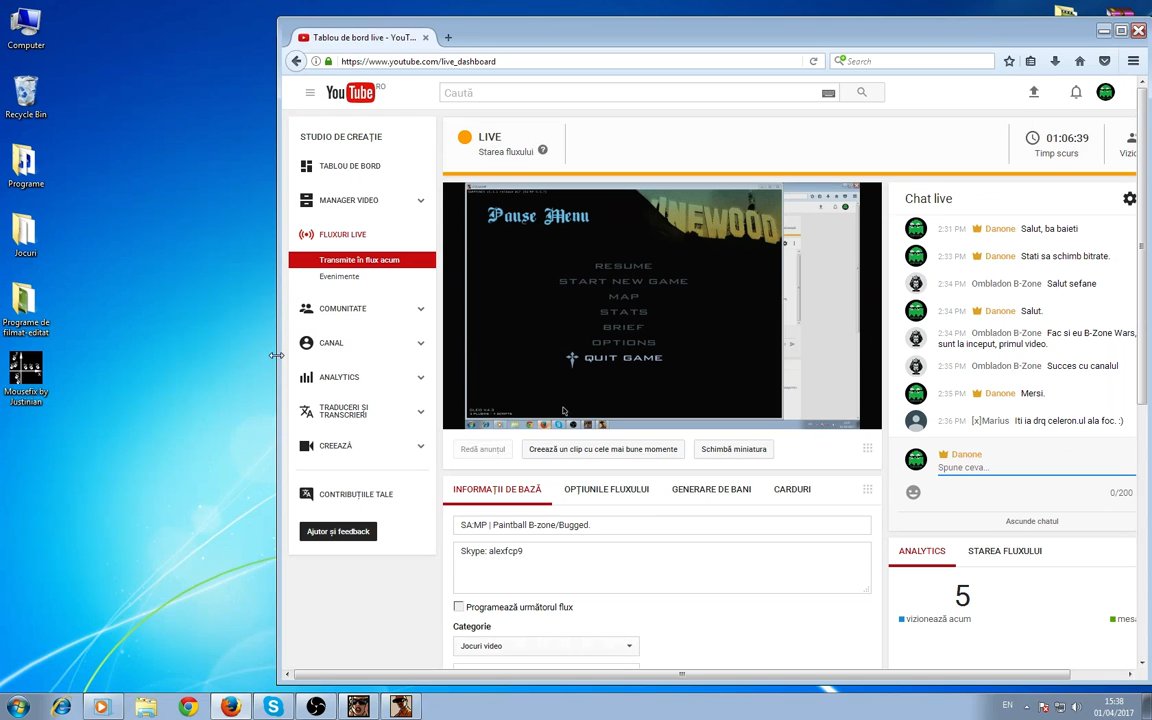 Computer
Recycle Bin
Programe
Jocuri
Programe de
filmat-editat
Mousefix by
Justinian
Tablou de bord live - YouT...
https://www.youtube.com/live_dashboard
Search
YouTube RO
Caută
STUDIO DE CREAȚIE
TABLOU DE BORD
MANAGER VIDEO
FLUXURI LIVE
Transmite în flux acum
Evenimente
COMUNITATE
CANAL
ANALYTICS
TRADUCERI ȘI
TRANSCRIERI
CREEAZĂ
CONTRIBUȚIILE TALE
Ajutor și feedback
LIVE
Starea fluxului
01:06:39
Timp scurs
Vizio
Pause Menu
INEWOOD
RESUME
START NEW GAME
MAP
STATS
BRIEF
OPTIONS
QUIT GAME
Redă anunțul
Creează un clip cu cele mai bune momente
Schimbă miniatura
INFORMAȚII DE BAZĂ
OPȚIUNILE FLUXULUI
GENERARE DE BANI
CARDURI
SA:MP | Paintball B-zone/Bugged.
Skype: alexfcp9
Programează următorul flux
Categorie
Jocuri video
Chat live
2:31 PM Danone Salut, ba baieti
2:33 PM Danone Stati sa schimb bitrate.
2:34 PM Ombladon B-Zone Salut sefane
2:34 PM Danone Salut.
2:34 PM Ombladon B-Zone Fac si eu B-Zone Wars,
sunt la inceput, primul video.
2:35 PM Ombladon B-Zone Succes cu canalul
2:35 PM Danone Mersi.
2:36 PM [x]Marius Iti ia drq celeron.ul ala foc. :)
Danone
Spune ceva...
0/200
Ascunde chatul
ANALYTICS
STAREA FLUXULUI
5
vizionează acum
mesa
EN
15:38
01/04/2017